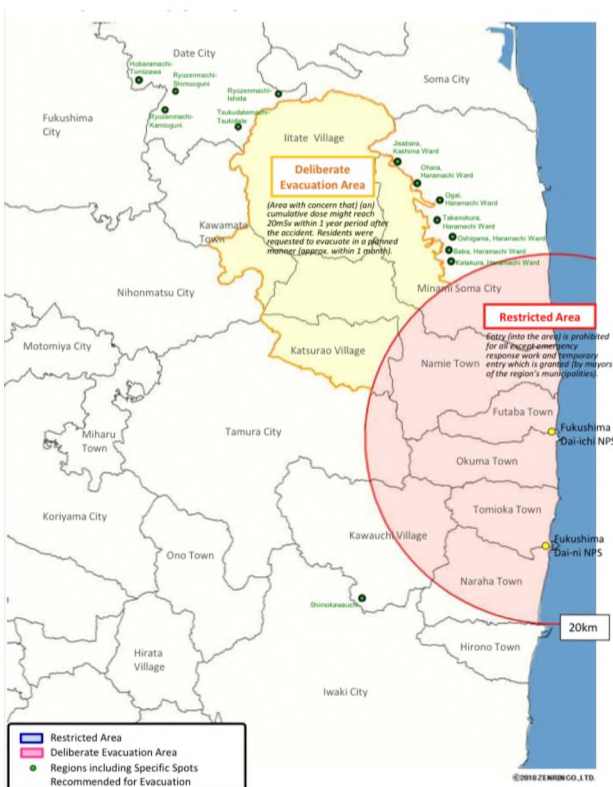 Date City
Hobaramachi-
Tomizawa
Ryozenmachi-
Shimooguni
Ryozenmachi-
Ishida
Soma City
Ryozenmachi-
Kamioguni
Tsukidatemachi-
Tsukidate
Fukushima
City
Iitate Village
Jisabara,
Kashima Ward
Deliberate
Evacuation Area
Ohara,
Haramachi Ward
Ogai,
Haramachi Ward
(Area with concern that) (an)
cumulative dose might reach
20mSv within 1 year period after
the accident. Residents were
requested to evacuate in a planned
manner (approx. within 1 month).
Takanokura,
Haramachi Ward
Kawamata
Town
Oshigama, Haramachi Ward
Baba, Haramachi Ward
Katakura, Haramachi Ward
Nihonmatsu City
Minami Soma City
Restricted Area
Entry (into the area) is prohibited
for all except emergency
response work and temporary
entry which is granted (by mayors
of the region's municipalities).
Motomiya City
Katsurao Village
Namie Town
Futaba Town
Miharu
Town
Tamura City
Fukushima
Dai-ichi NPS
Okuma Town
Koriyama City
Tomioka Town
Kawauchi Village
Ono Town
Fukushima
Dai-ni NPS
Naraha Town
Shimokawauchi
20km
Hirata
Village
Hirono Town
Iwaki City
Restricted Area
Deliberate Evacuation Area
Regions including Specific Spots
Recommended for Evacuation
©2010 ZENRIN CO., LTD.